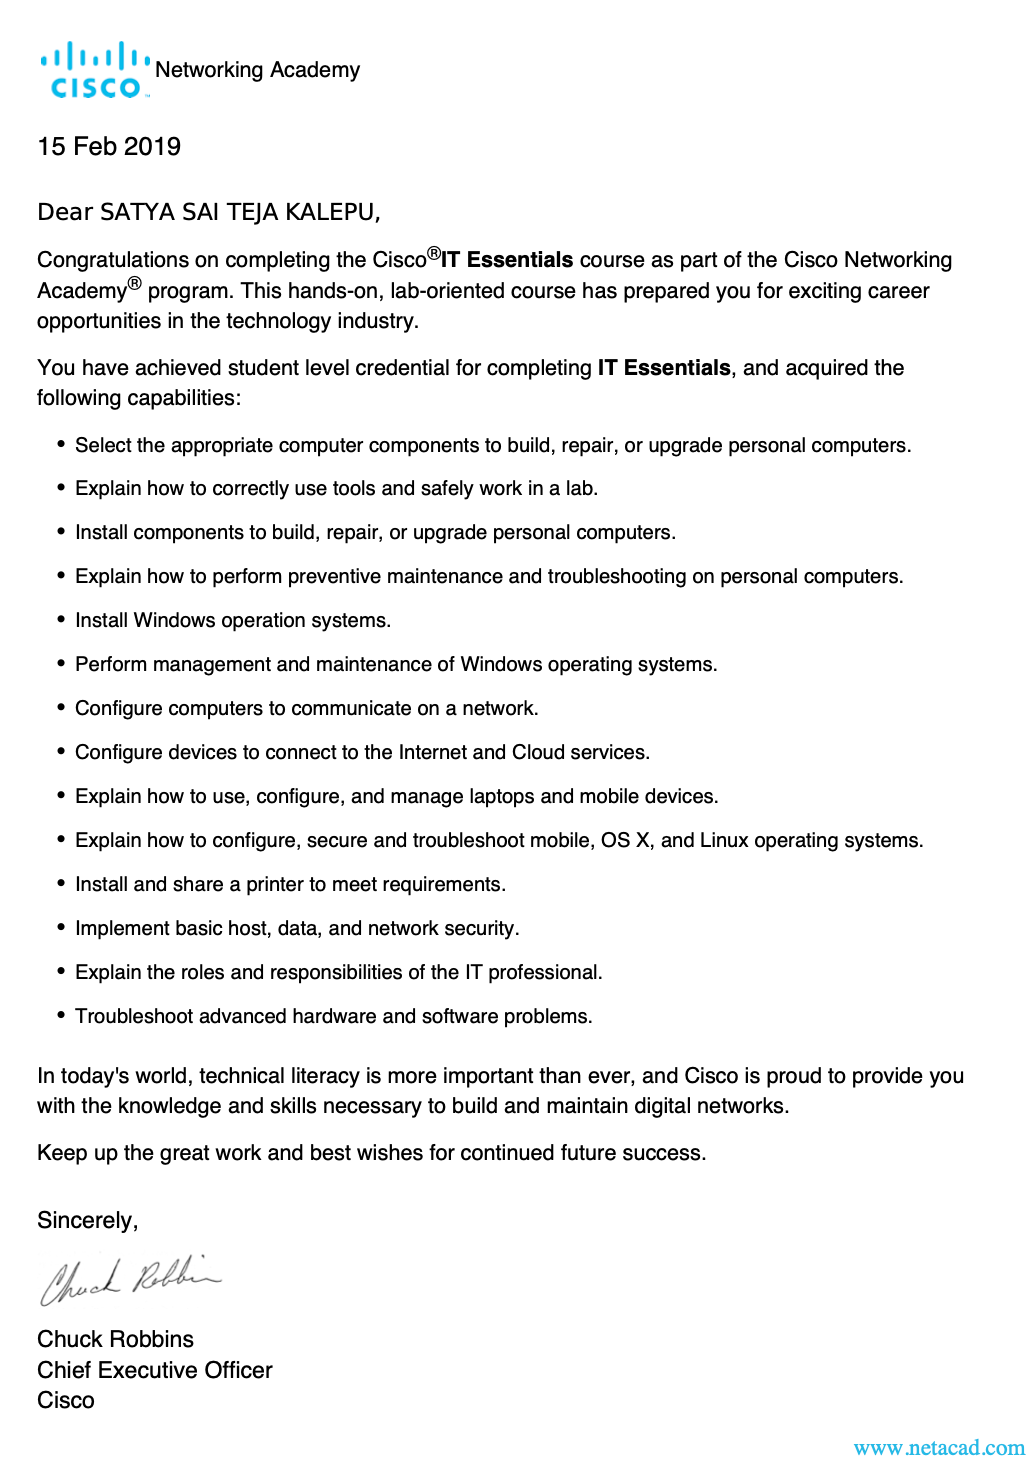 CISCO™ Networking Academy
15 Feb 2019
Dear SATYA SAI TEJA KALEPU,
Congratulations on completing the Cisco®IT Essentials course as part of the Cisco Networking
Academy® program. This hands-on, lab-oriented course has prepared you for exciting career
opportunities in the technology industry.
You have achieved student level credential for completing IT Essentials, and acquired the
following capabilities:
• Select the appropriate computer components to build, repair, or upgrade personal computers.
• Explain how to correctly use tools and safely work in a lab.
• Install components to build, repair, or upgrade personal computers.
• Explain how to perform preventive maintenance and troubleshooting on personal computers.
• Install Windows operation systems.
• Perform management and maintenance of Windows operating systems.
• Configure computers to communicate on a network.
• Configure devices to connect to the Internet and Cloud services.
• Explain how to use, configure, and manage laptops and mobile devices.
• Explain how to configure, secure and troubleshoot mobile, OS X, and Linux operating systems.
• Install and share a printer to meet requirements.
• Implement basic host, data, and network security.
• Explain the roles and responsibilities of the IT professional.
• Troubleshoot advanced hardware and software problems.
In today's world, technical literacy is more important than ever, and Cisco is proud to provide you
with the knowledge and skills necessary to build and maintain digital networks.
Keep up the great work and best wishes for continued future success.
Sincerely,
Chuck Robbins
Chuck Robbins
Chief Executive Officer
Cisco
www.netacad.com